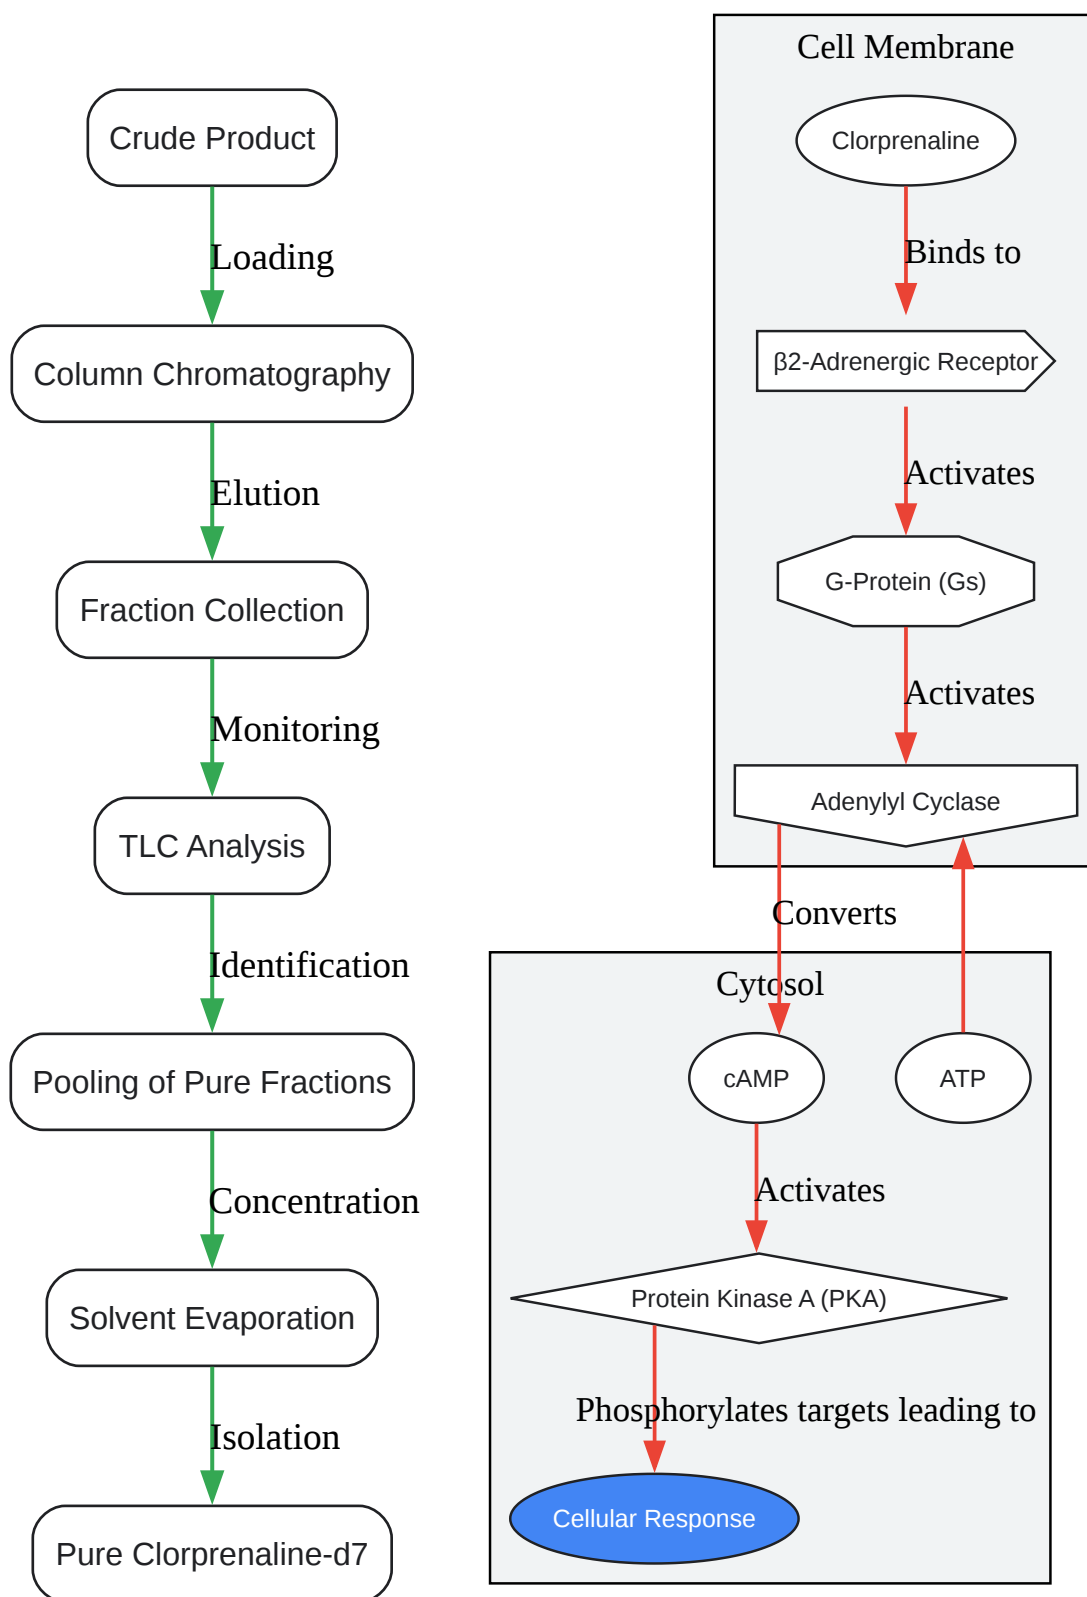 Crude Product
Loading
Column Chromatography
Elution
Fraction Collection
Monitoring
TLC Analysis
Identification
Pooling of Pure Fractions
Concentration
Solvent Evaporation
Isolation
Pure Clorprenaline-d7
Cell Membrane
Clorprenaline
Binds to
β2-Adrenergic Receptor
Activates
G-Protein (Gs)
Activates
Adenylyl Cyclase
Converts
Cytosol
cAMP
ATP
Activates
Protein Kinase A (PKA)
Phosphorylates targets leading to
Cellular Response